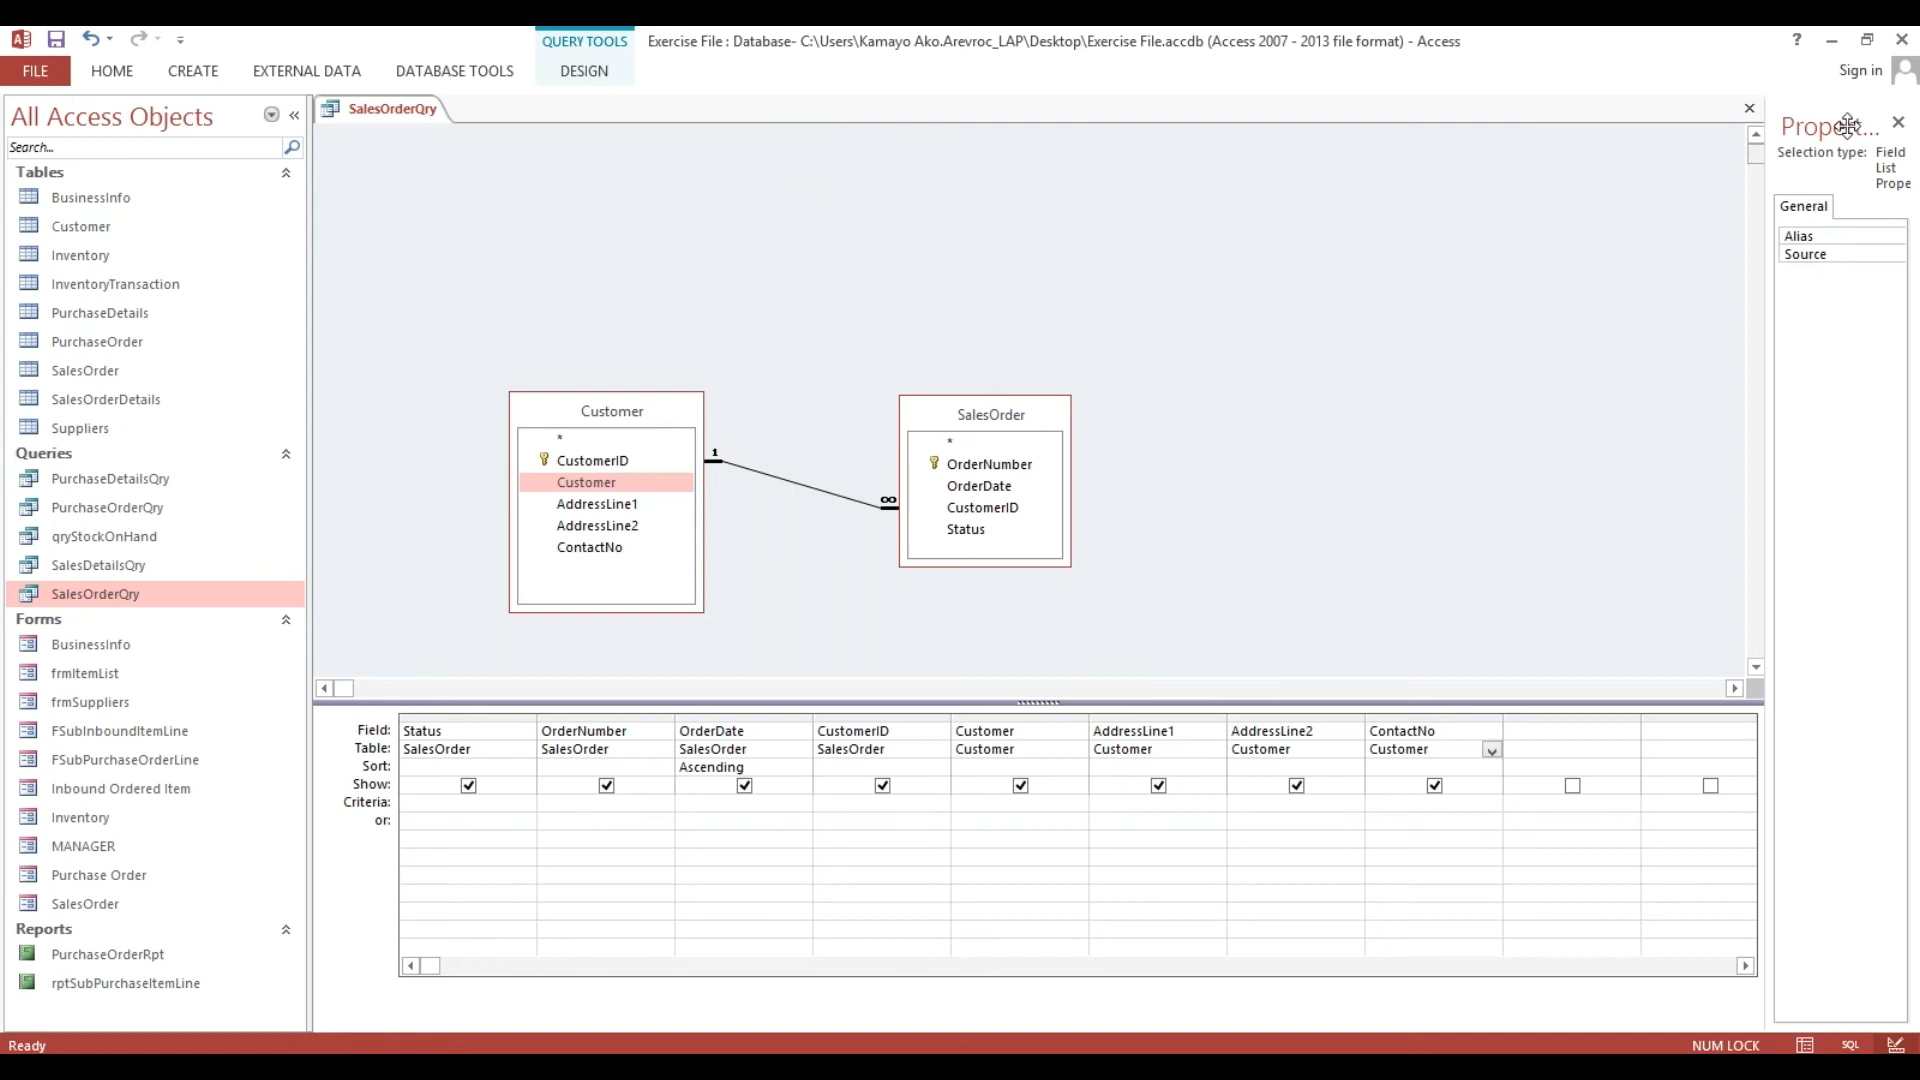 QUERY TOOLS
Exercise File : Database- C:\Users\Kamayo Ako.Arevroc_LAP\Desktop\Exercise File.accdb (Access 2007 - 2013 file format) - Access
?
FILE
HOME
CREATE
EXTERNAL DATA
DATABASE TOOLS
DESIGN
Sign in
All Access Objects
Search...
Tables
BusinessInfo
Customer
Inventory
InventoryTransaction
PurchaseDetails
PurchaseOrder
SalesOrder
SalesOrderDetails
Suppliers
Queries
PurchaseDetailsQry
PurchaseOrderQry
qryStockOnHand
SalesDetailsQry
SalesOrderQry
Forms
BusinessInfo
frmItemList
frmSuppliers
FSubInboundItemLine
FSubPurchaseOrderLine
Inbound Ordered Item
Inventory
MANAGER
Purchase Order
SalesOrder
Reports
PurchaseOrderRpt
rptSubPurchaseItemLine
SalesOrderQry
Customer
*
CustomerID
Customer
AddressLine1
AddressLine2
ContactNo
1
∞
SalesOrder
*
OrderNumber
OrderDate
CustomerID
Status
Field: Status OrderNumber OrderDate CustomerID Customer AddressLine1 AddressLine2 ContactNo
Table: SalesOrder SalesOrder SalesOrder SalesOrder Customer Customer Customer Customer
Sort: Ascending
Show:
Criteria:
or:
Selection type: Field
List
Prope
General
Alias
Source
Ready
NUM LOCK
SQL